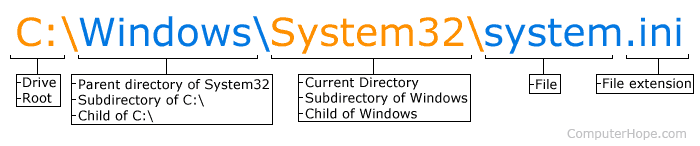 C:\Windows\System32\system.ini
-Drive
-Root
-Parent directory of System32
-Subdirectory of C:\
-Child of C:\
-Current Directory
-Subdirectory of Windows
-Child of Windows
-File
-File extension
ComputerHope.com